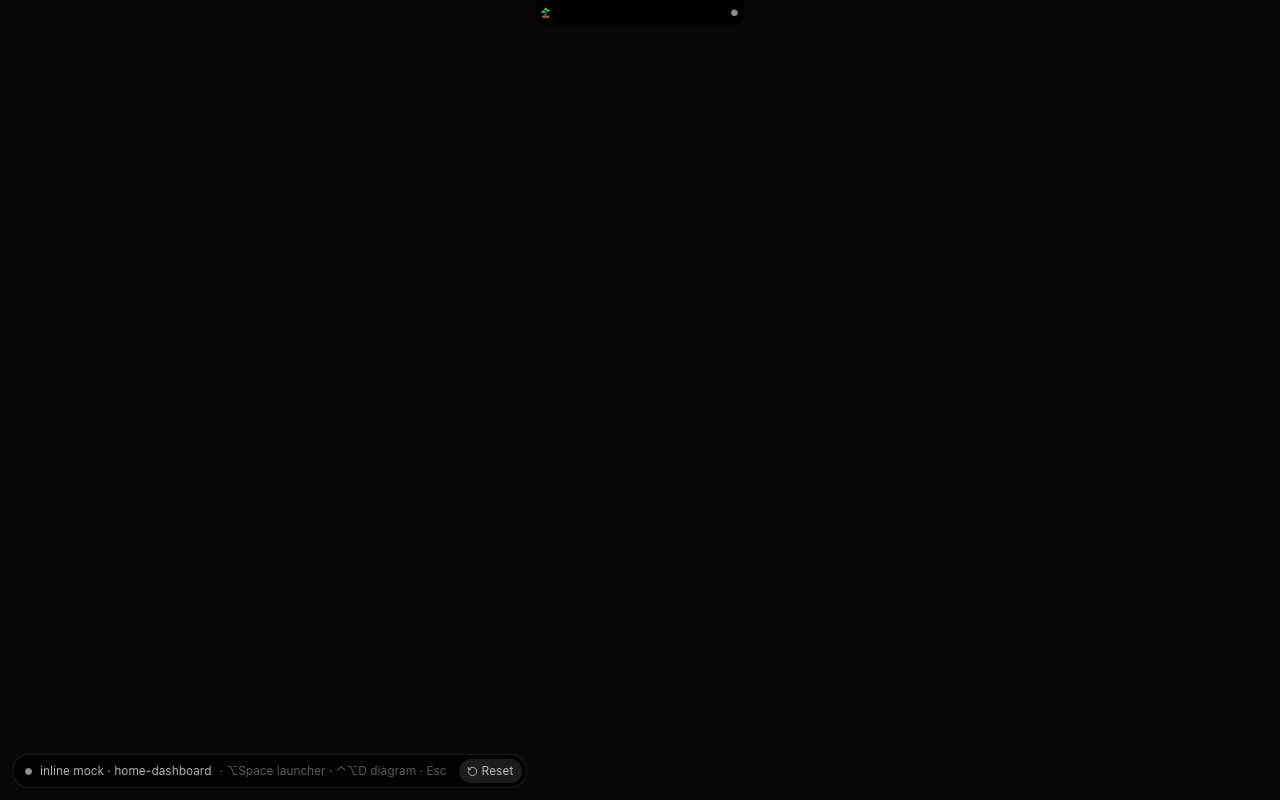 inline mock · home-dashboard · ⌥Space launcher · ^⌥D diagram · Esc Reset